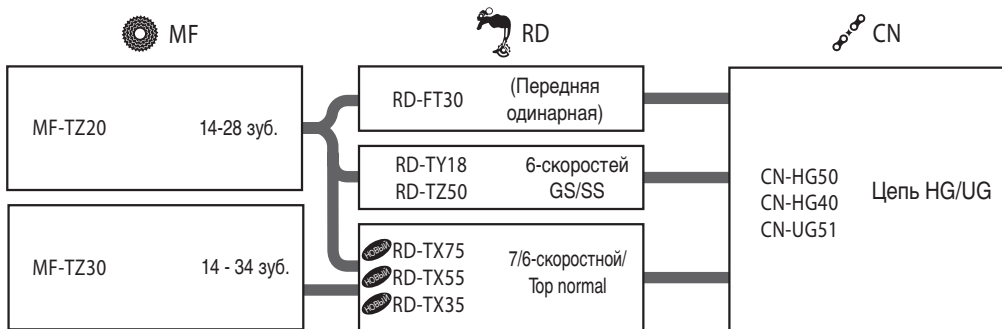 MF
RD
CN
MF-TZ20 14-28 зуб.
MF-TZ30 14 - 34 зуб.
RD-FT30 (Передняя
одинарная)
RD-TY18 6-скоростей
RD-TZ50 GS/SS
НОВЫЙ RD-TX75 7/6-скоростной/
НОВЫЙ RD-TX55 Top normal
НОВЫЙ RD-TX35
CN-HG50
CN-HG40 Цепь HG/UG
CN-UG51